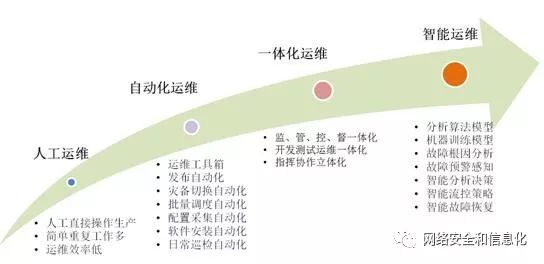 智能运维
一体化运维
自动化运维
人工运维
• 人工直接操作生产
• 简单重复工作多
• 运维效率低
• 运维工具箱
• 发布自动化
• 灾备切换自动化
• 批量调度自动化
• 配置采集自动化
• 软件安装自动化
• 日常巡检自动化
• 监、管、控、督一体化
• 开发测试运维一体化
• 指挥协作立体化
• 分析算法模型
• 机器训练模型
• 故障根因分析
• 故障预警感知
• 智能分析决策
• 智能流控策略
• 智能故障恢复
网络安全和信息化